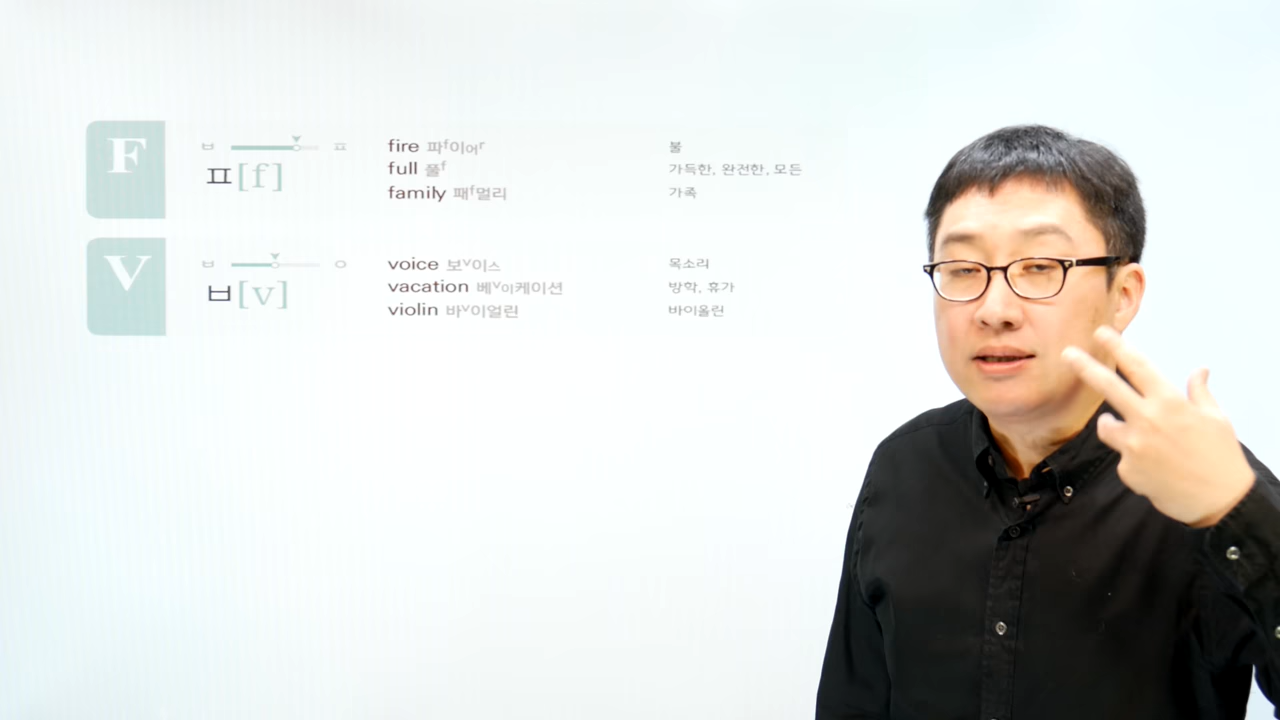 F
ㅂ ㅍ
ㅍ[f]
fire 파ᶠ이어ʳ 불
full 풀ᶠ 가득한, 완전한, 모든
family 패ᶠ멀리 가족
V
ㅂ ㅇ
ㅂ[v]
voice 보ᵛ이스 목소리
vacation 베ᵛ이케이션 방학, 휴가
violin 바ᵛ이얼린 바이올린